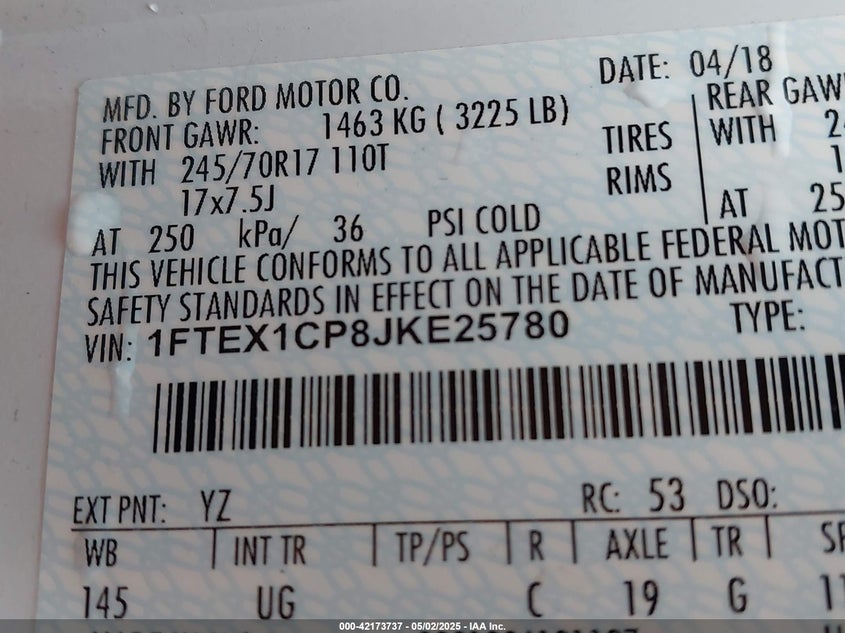 MFD. BY FORD MOTOR CO. DATE: 04/18
FRONT GAWR: 1463 KG ( 3225 LB) REAR GAW
WITH 245/70R17 110T TIRES WITH 2
17x7.5J RIMS 1
AT 250 kPa/ 36 PSI COLD AT 25
THIS VEHICLE CONFORMS TO ALL APPLICABLE FEDERAL MOT
SAFETY STANDARDS IN EFFECT ON THE DATE OF MANUFACT
VIN: 1FTEX1CP8JKE25780 TYPE:
EXT PNT: YZ RC: 53 DSO:
WB INT TR TP/PS R AXLE TR
145 UG C 19 G
000-42173737 - 05/02/2025 - IAA Inc.